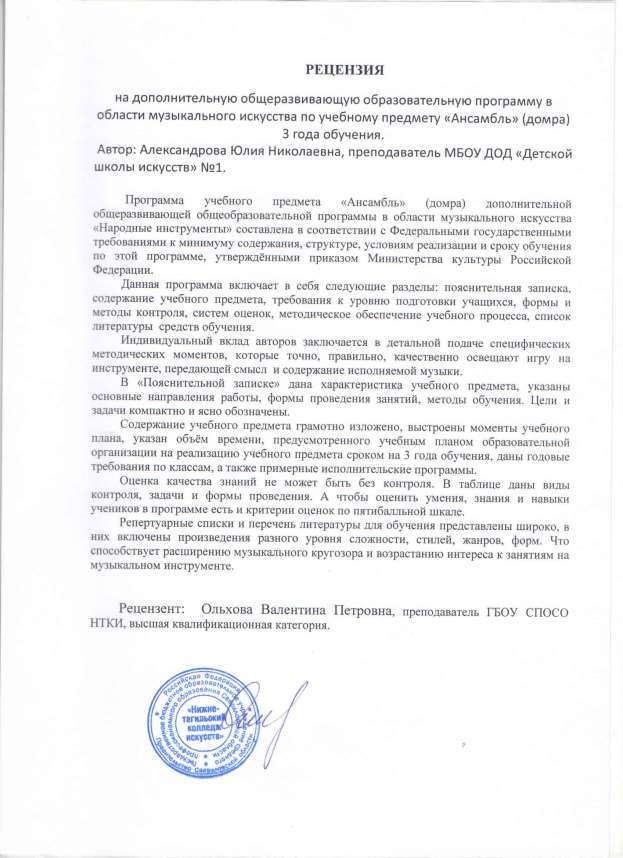 РЕЦЕНЗИЯ
на дополнительную общеразвивающую образовательную программу в
области музыкального искусства по учебному предмету «Ансамбль» (домра)
3 года обучения.
Автор: Александрова Юлия Николаевна, преподаватель МБОУ ДОД «Детской
школы искусств» №1.
Программа учебного предмета «Ансамбль» (домра) дополнительной
общеразвивающей общеобразовательной программы в области музыкального искусства
«Народные инструменты» составлена в соответствии с Федеральными государственными
требованиями к минимуму содержания, структуре, условиям реализации и сроку обучения
по этой программе, утверждёнными приказом Министерства культуры Российской
Федерации.
Данная программа включает в себя следующие разделы: пояснительная записка,
содержание учебного предмета, требования к уровню подготовки учащихся, формы и
методы контроля, систем оценок, методическое обеспечение учебного процесса, список
литературы средств обучения.
Индивидуальный вклад авторов заключается в детальной подаче специфических
методических моментов, которые точно, правильно, качественно освещают игру на
инструменте, передающей смысл и содержание исполняемой музыки.
В «Пояснительной записке» дана характеристика учебного предмета, указаны
основные направления работы, формы проведения занятий, методы обучения. Цели и
задачи компактно и ясно обозначены.
Содержание учебного предмета грамотно изложено, выстроены моменты учебного
плана, указан объём времени, предусмотренного учебным планом образовательной
организации на реализацию учебного предмета сроком на 3 года обучения, даны годовые
требования по классам, а также примерные исполнительские программы.
Оценка качества знаний не может быть без контроля. В таблице даны виды
контроля, задачи и формы проведения. А чтобы оценить умения, знания и навыки
учеников в программе есть и критерии оценок по пятибалльной шкале.
Репертуарные списки и перечень литературы для обучения представлены широко, в
них включены произведения разного уровня сложности, стилей, жанров, форм. Что
способствует расширению музыкального кругозора и возрастанию интереса к занятиям на
музыкальном инструменте.
Рецензент: Ольхова Валентина Петровна, преподаватель ГБОУ СПОСО
НТКИ, высшая квалификационная категория.
Российская Федерация
«Нижне-
тагильский
колледж
искусств»